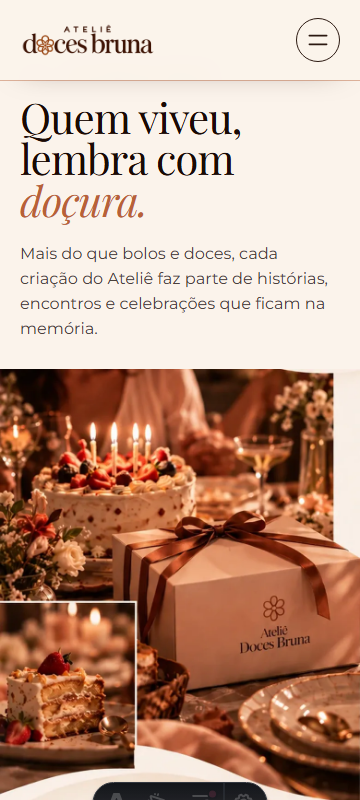 ATELIÊ
doces bruna
Quem viveu,
lembra com
doçura.
Mais do que bolos e doces, cada
criação do Ateliê faz parte de histórias,
encontros e celebrações que ficam na
memória.
Ateliê
Doces Bruna